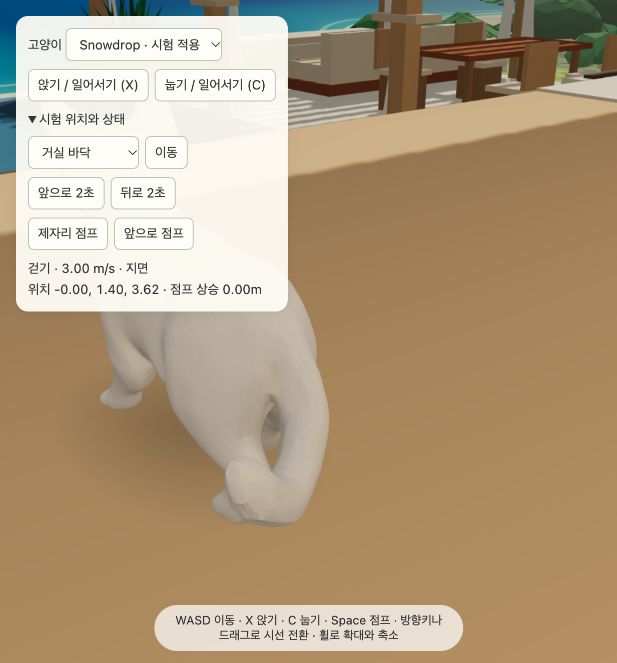 고양이 Snowdrop · 시험 적용
앉기 / 일어서기 (X) 눕기 / 일어서기 (C)
▼시험 위치와 상태
거실 바닥 이동
앞으로 2초 뒤로 2초
제자리 점프 앞으로 점프
걷기 · 3.00 m/s · 지면
위치 -0.00, 1.40, 3.62 · 점프 상승 0.00m
WASD 이동 · X 앉기 · C 눕기 · Space 점프 · 방향키나
드래그로 시선 전환 · 휠로 확대와 축소